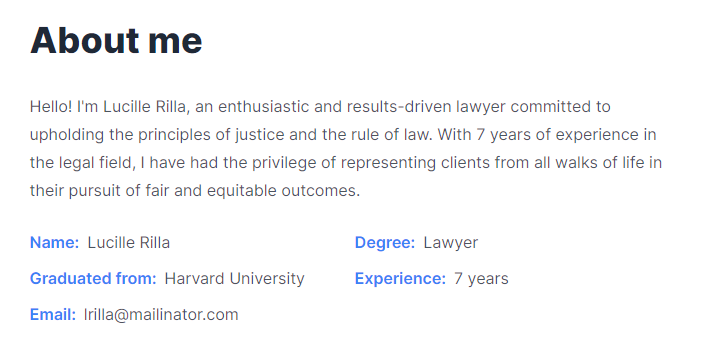 About me
Hello! I'm Lucille Rilla, an enthusiastic and results-driven lawyer committed to
upholding the principles of justice and the rule of law. With 7 years of experience in
the legal field, I have had the privilege of representing clients from all walks of life in
their pursuit of fair and equitable outcomes.
Name: Lucille Rilla
Degree: Lawyer
Graduated from: Harvard University
Experience: 7 years
Email: lrilla@mailinator.com